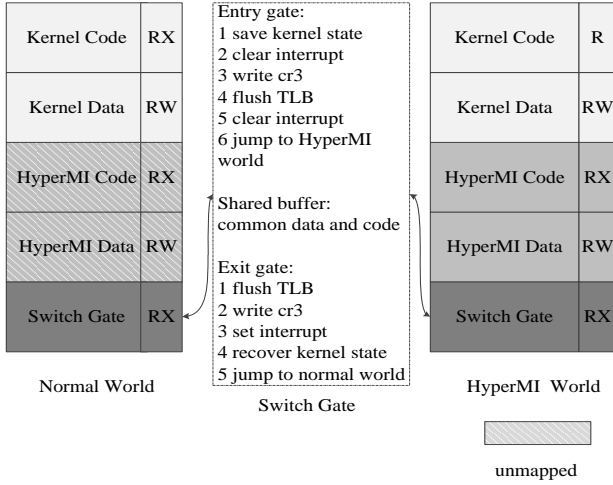 Kernel Code RX
Kernel Data RW
HyperMI Code RX
HyperMI Data RW
Switch Gate RX
Normal World
Entry gate:
1 save kernel state
2 clear interrupt
3 write cr3
4 flush TLB
5 clear interrupt
6 jump to HyperMI
world
Shared buffer:
common data and code
Exit gate:
1 flush TLB
2 write cr3
3 set interrupt
4 recover kernel state
5 jump to normal world
Switch Gate
Kernel Code R
Kernel Data RW
HyperMI Code RX
HyperMI Data RW
Switch Gate RX
HyperMI World
unmapped